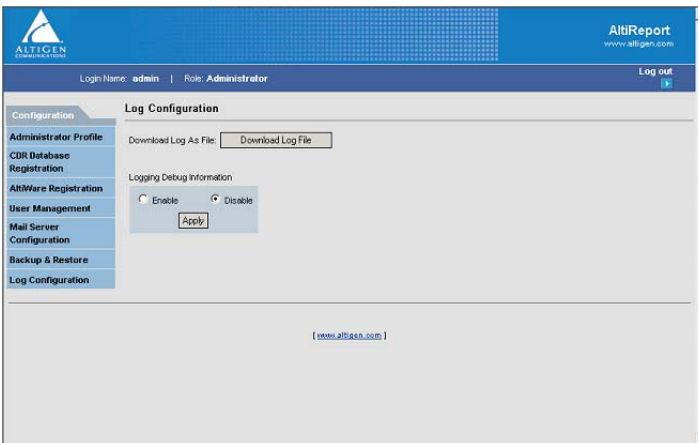 ALTIGEN
COMMUNICATIONS
AltiReport
www.altigen.com
Login Name: admin | Role: Administrator
Log out
Configuration
Administrator Profile
CDR Database
Registration
AltiWare Registration
User Management
Mail Server
Configuration
Backup & Restore
Log Configuration
Log Configuration
Download Log As File: Download Log File
Logging Debug Information
Enable Disable
Apply
[ www.altigen.com ]